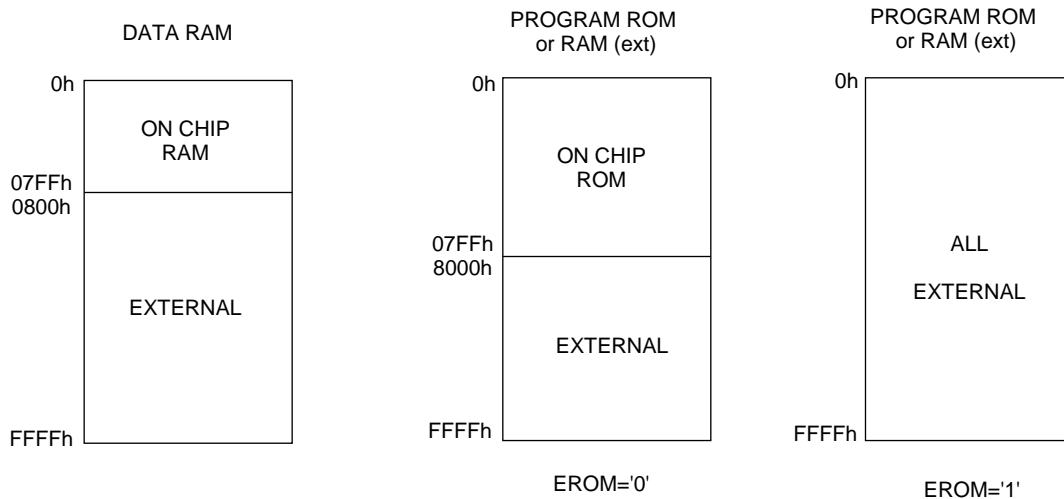 DATA RAM
0h
ON CHIP
RAM
07FFh
0800h
EXTERNAL
FFFFh
PROGRAM ROM
or RAM (ext)
0h
ON CHIP
ROM
07FFh
8000h
EXTERNAL
FFFFh
EROM='0'
PROGRAM ROM
or RAM (ext)
0h
ALL
EXTERNAL
FFFFh
EROM='1'